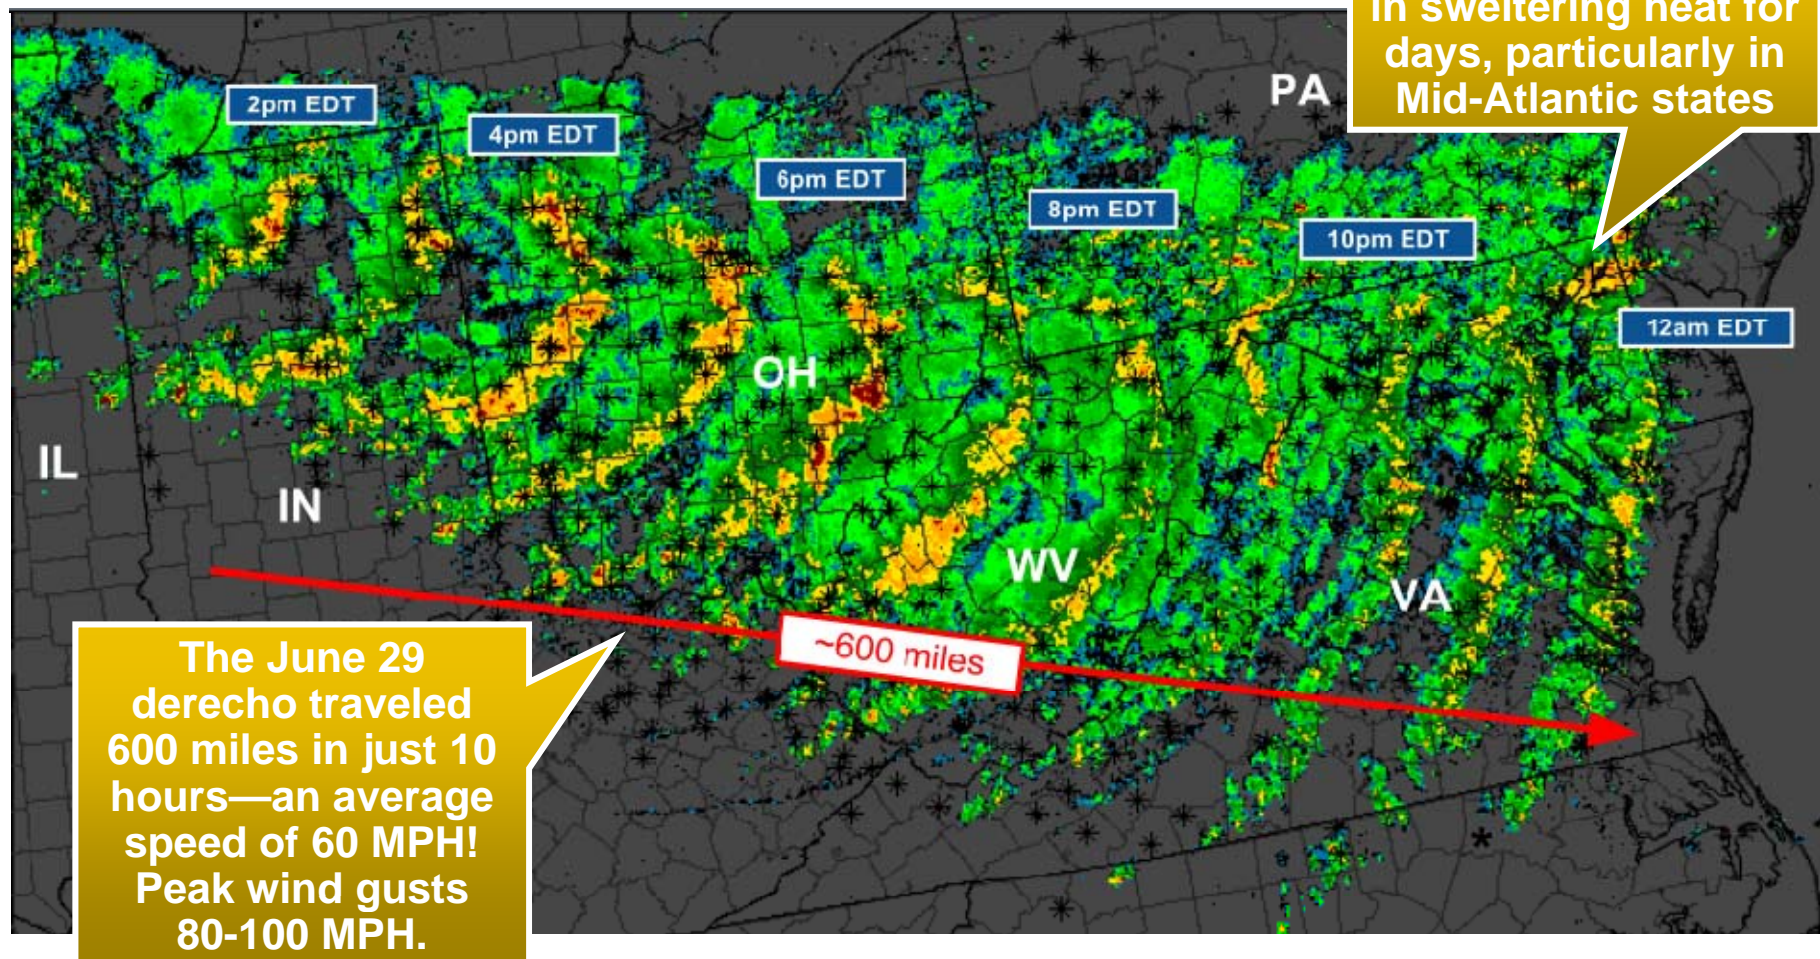 in sweltering heat for
days, particularly in
Mid-Atlantic states
PA
2pm EDT
4pm EDT
6pm EDT
8pm EDT
10pm EDT
12am EDT
OH
IL
IN
WV
VA
~600 miles
The June 29
derecho traveled
600 miles in just 10
hours—an average
speed of 60 MPH!
Peak wind gusts
80-100 MPH.